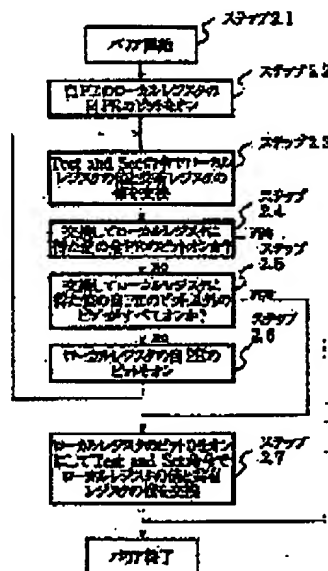 ステップ2.1
バリア開始
ステップ2.2
自PEのローカルレジスタの
自PEのビットをオン
ステップ2.3
Test and Set命令でローカル
レジスタの値と共有レジスタの
値を交換
ステップ
2.4
交換してローカルレジスタに
得た値の全PEのビットオンか?
YES
NO
ステップ
2.5
交換してローカルレジスタに
得た値の自PEのビット以外の
ビットがすべてオンか?
YES
NO
ステップ
2.6
ローカルレジスタの自PEの
ビットをオン
ステップ
2.7
ローカルレジスタのビットを全オン
にして Test and Set命令で
ローカルレジスタの値と共有
レジスタの値を交換
バリア終了